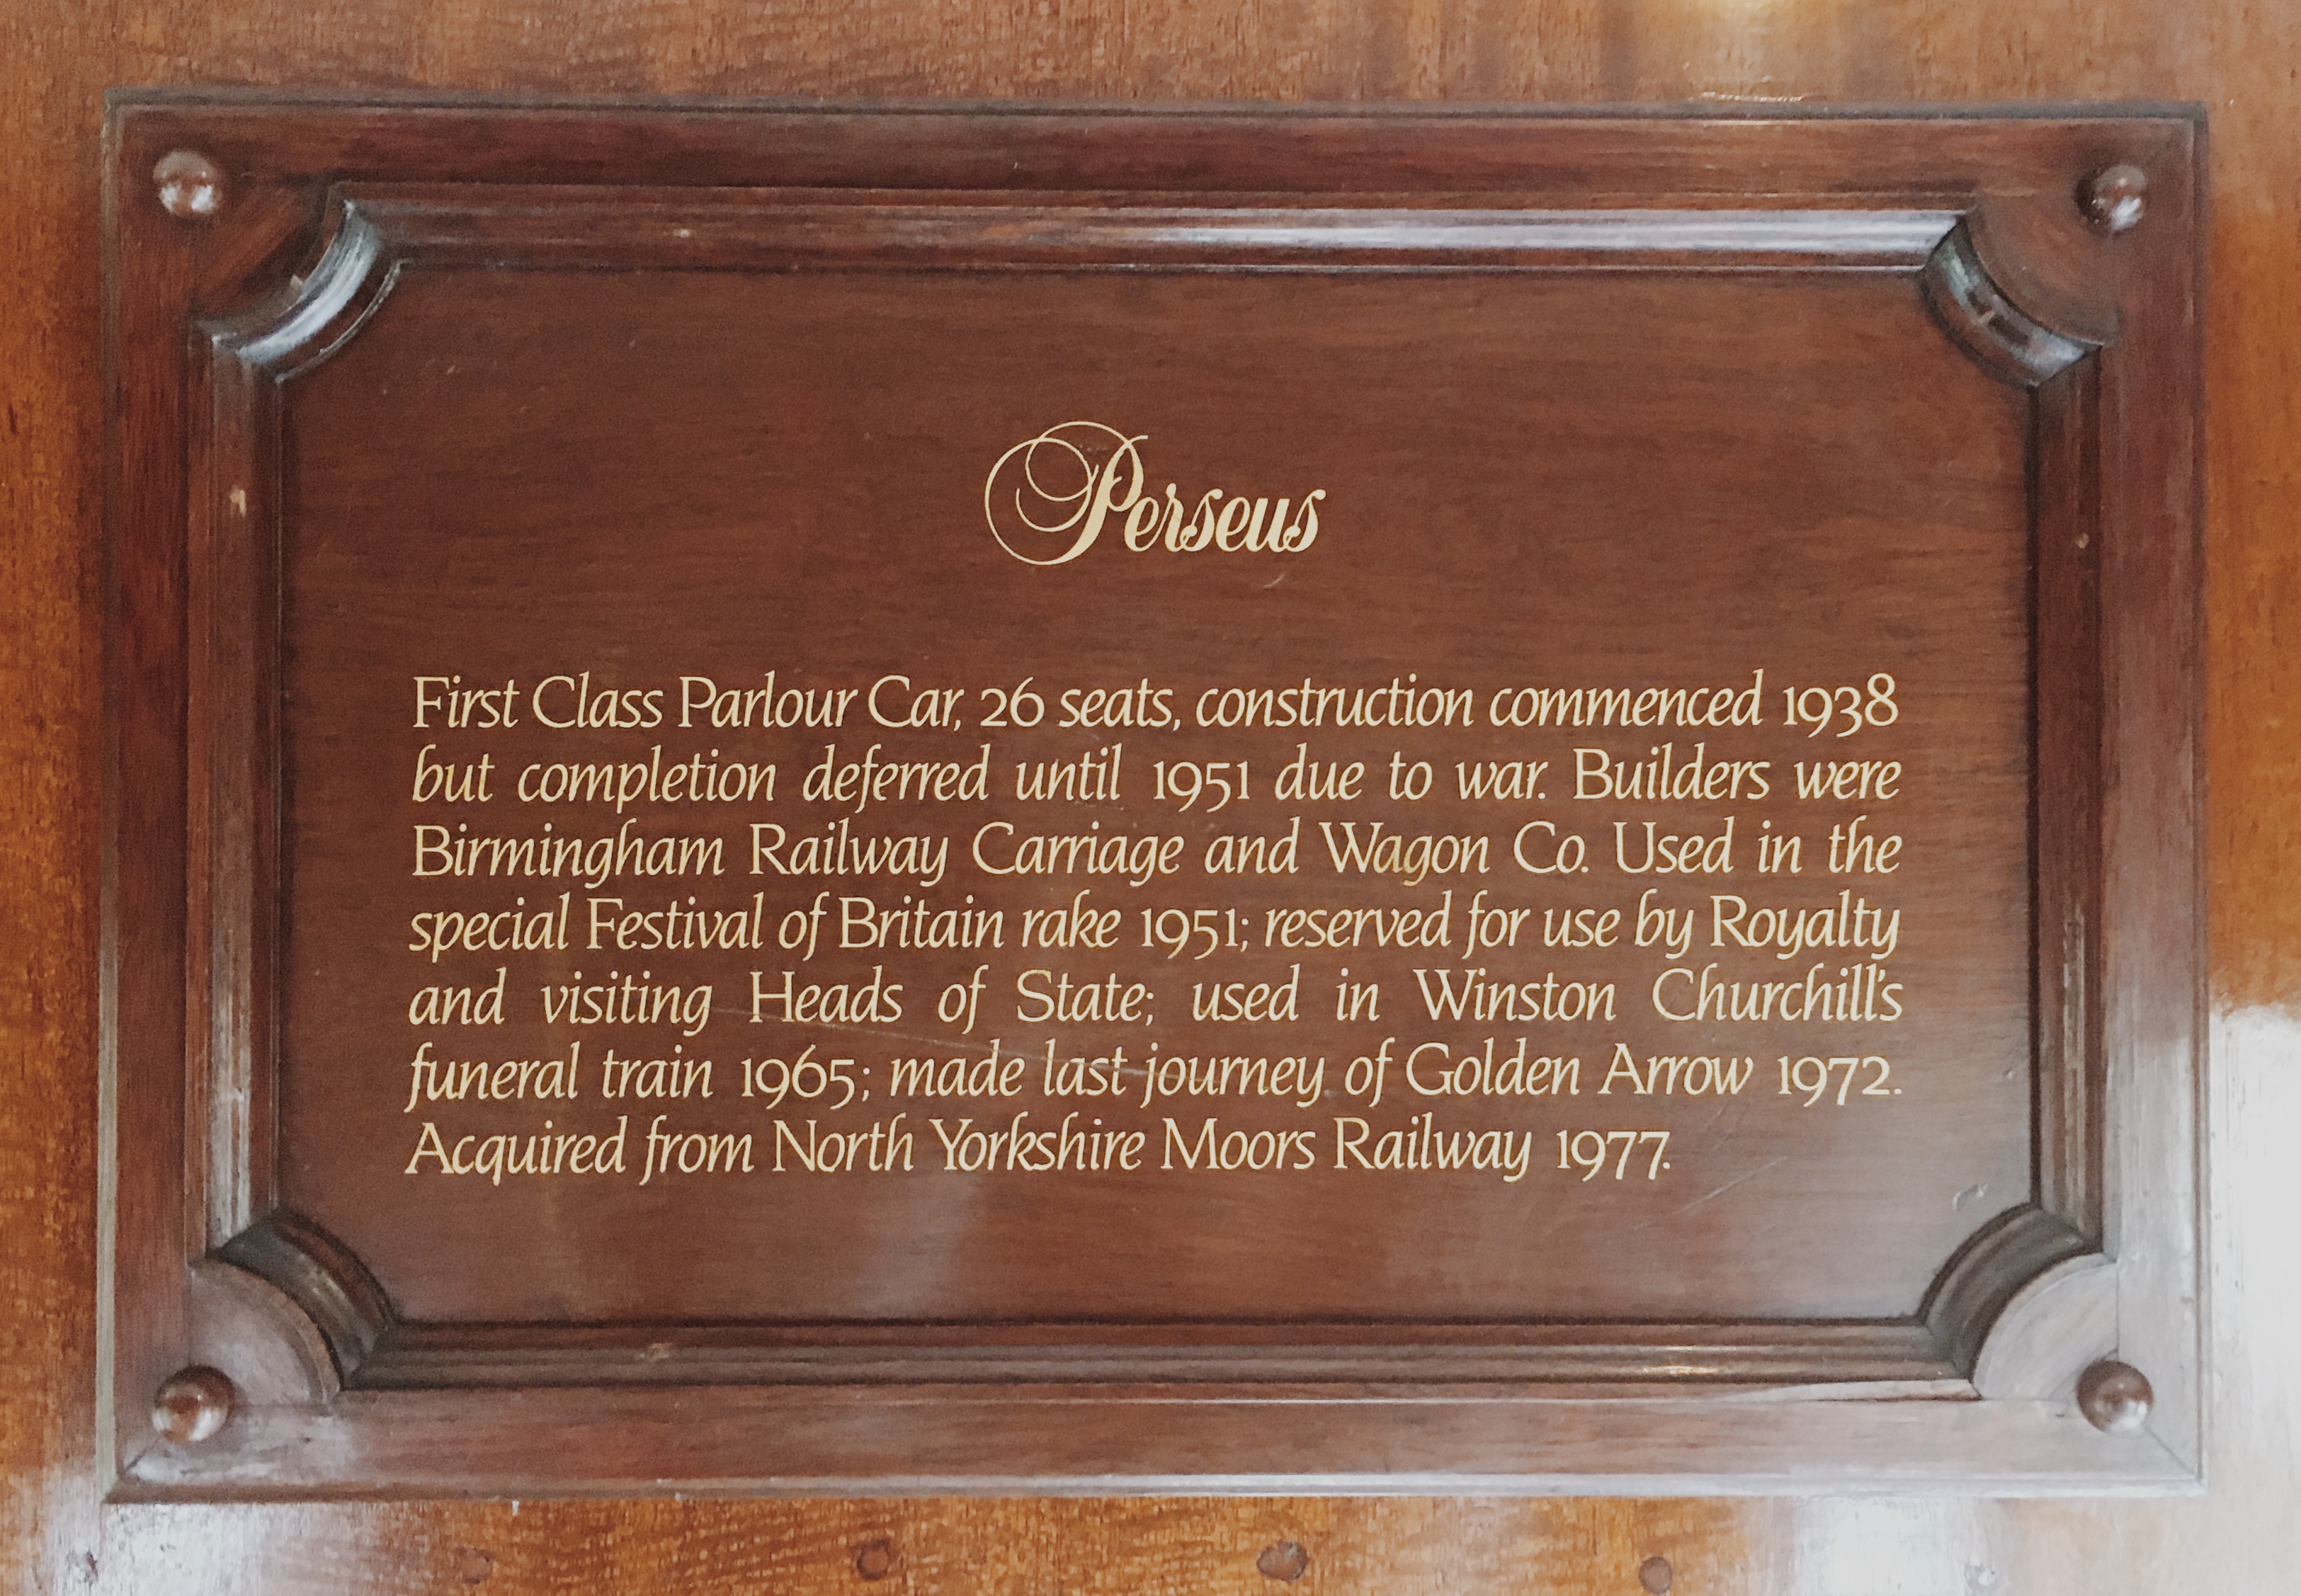 Perseus
First Class Parlour Car, 26 seats, construction commenced 1938
but completion deferred until 1951 due to war. Builders were
Birmingham Railway Carriage and Wagon Co. Used in the
special Festival of Britain rake 1951; reserved for use by Royalty
and visiting Heads of State; used in Winston Churchill's
funeral train 1965; made last journey of Golden Arrow 1972.
Acquired from North Yorkshire Moors Railway 1977.